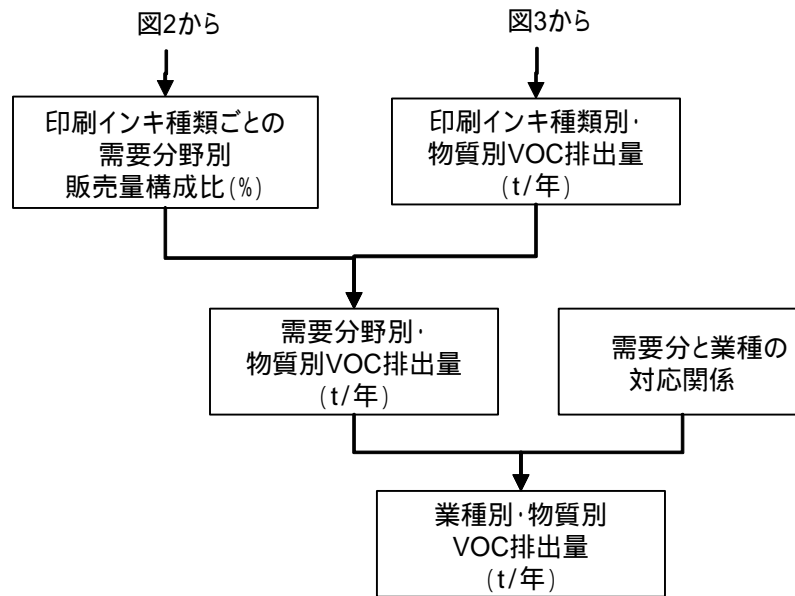 図2から
図3から
印刷インキ種類ごとの
需要分野別
販売量構成比(%)
印刷インキ種類別・
物質別VOC排出量
(t/年)
需要分野別・
物質別VOC排出量
(t/年)
需要分と業種の
対応関係
業種別・物質別
VOC排出量
(t/年)